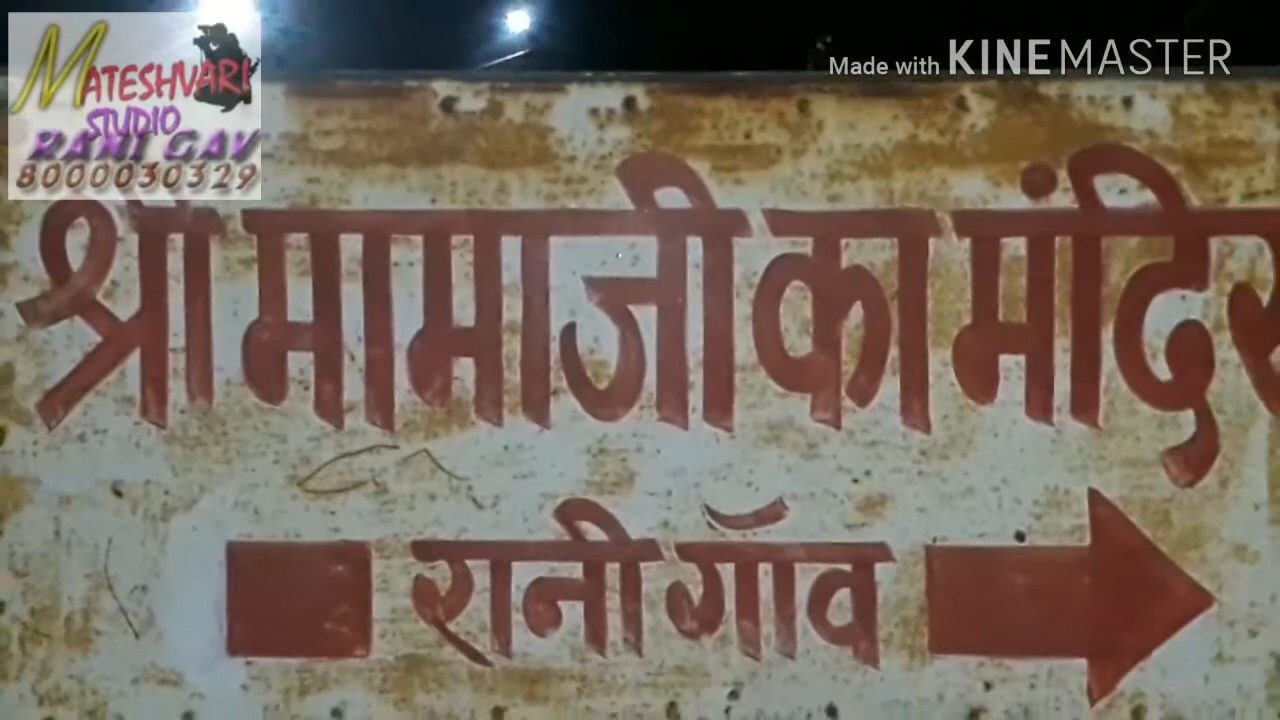 MATESHVARI
STUDIO
RANI GAV
8000030329
Made with KINEMASTER
श्री मामाजी का मंदिर
रानी गाँव